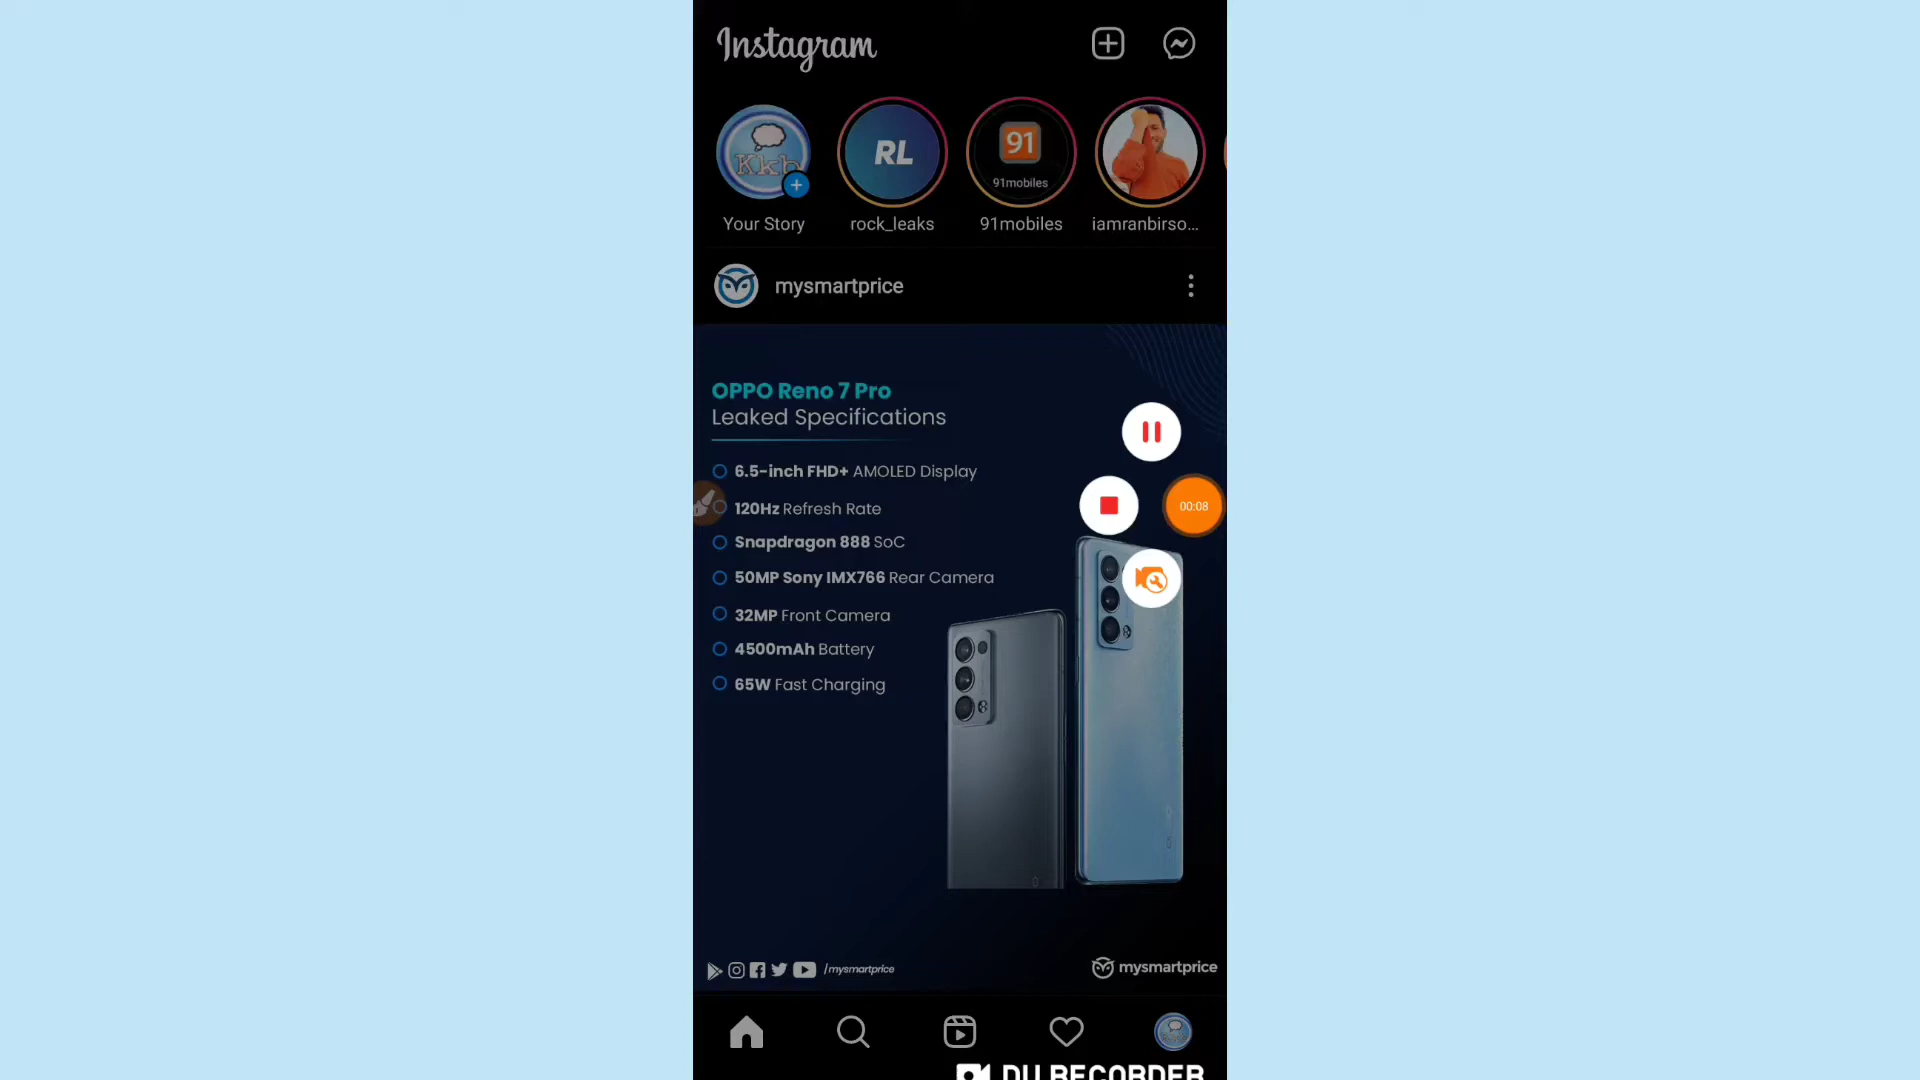 Instagram
Kkb
RL
91
91mobiles
Your Story
rock_leaks
91mobiles
iamranbirso...
mysmartprice
OPPO Reno 7 Pro
Leaked Specifications
6.5-inch FHD+ AMOLED Display
120Hz Refresh Rate
00:08
Snapdragon 888 SoC
50MP Sony IMX766 Rear Camera
32MP Front Camera
4500mAh Battery
65W Fast Charging
/mysmartprice
mysmartprice
DU RECORDER